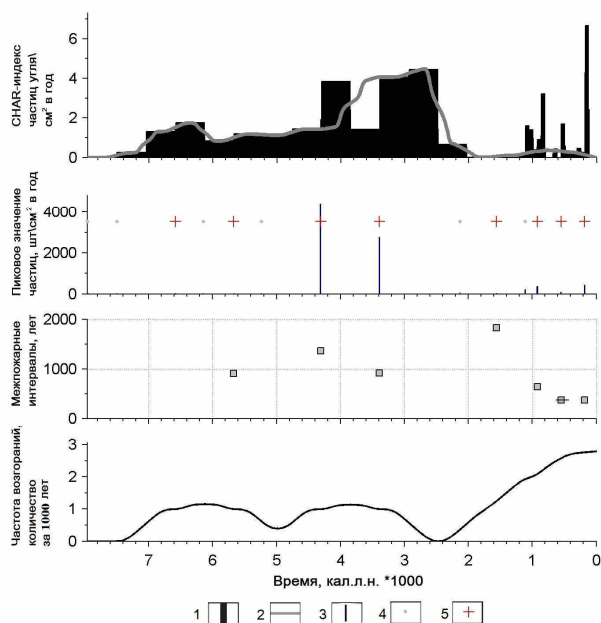 CHAR-индекс
частиц угля\
см² в год
6
4
2
0
Пиковое значение
частиц, шт\см² в год
4000
2000
0
Межпожарные
интервалы, лет
2000
1000
0
Частота возгораний,
количество
за 1000 лет
3
2
1
0
7 6 5 4 3 2 1 0
Время, кал.л.н. *1000
1 2 3 4 5